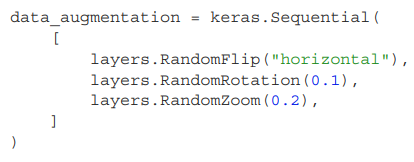 data_augmentation = keras.Sequential(
    [
        layers.RandomFlip("horizontal"),
        layers.RandomRotation(0.1),
        layers.RandomZoom(0.2),
    ]
)